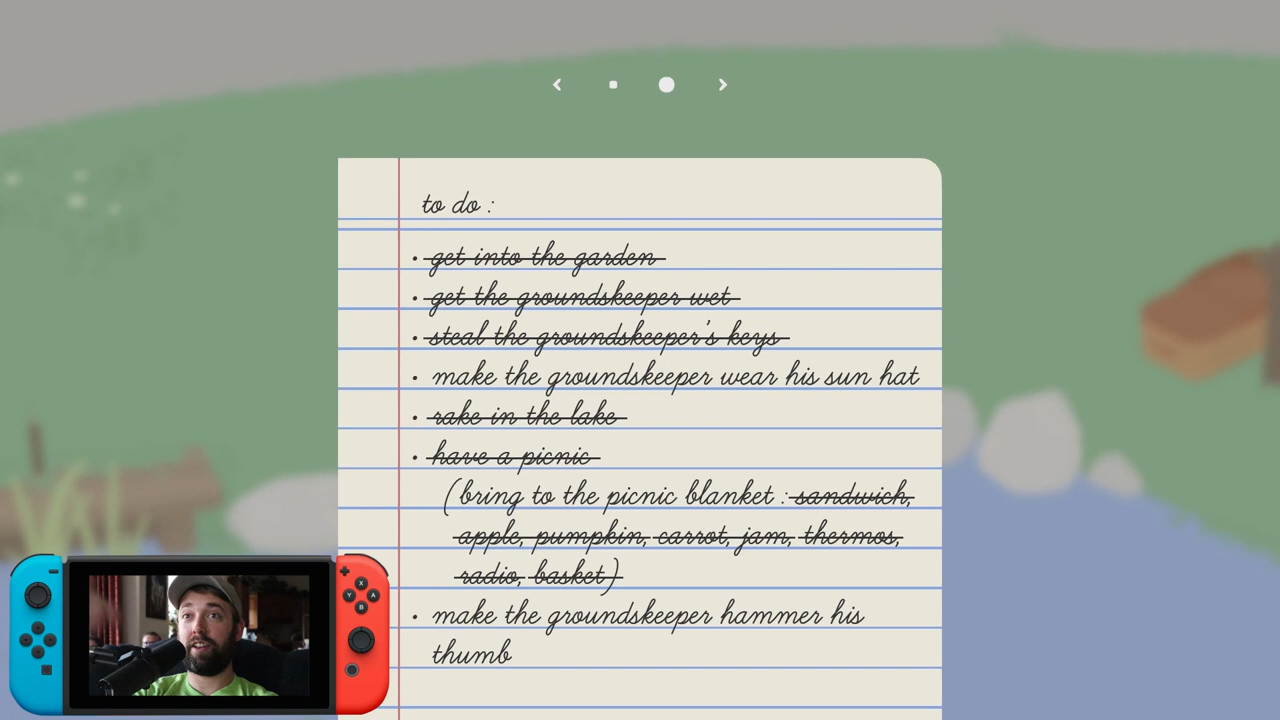 to do :
• get into the garden
• get the groundskeeper wet
• steal the groundskeeper's keys
• make the groundskeeper wear his sun hat
• rake in the lake
• have a picnic
(bring to the picnic blanket : sandwich,
apple, pumpkin, carrot, jam, thermos,
radio, basket)
• make the groundskeeper hammer his
thumb
X
Y A
B